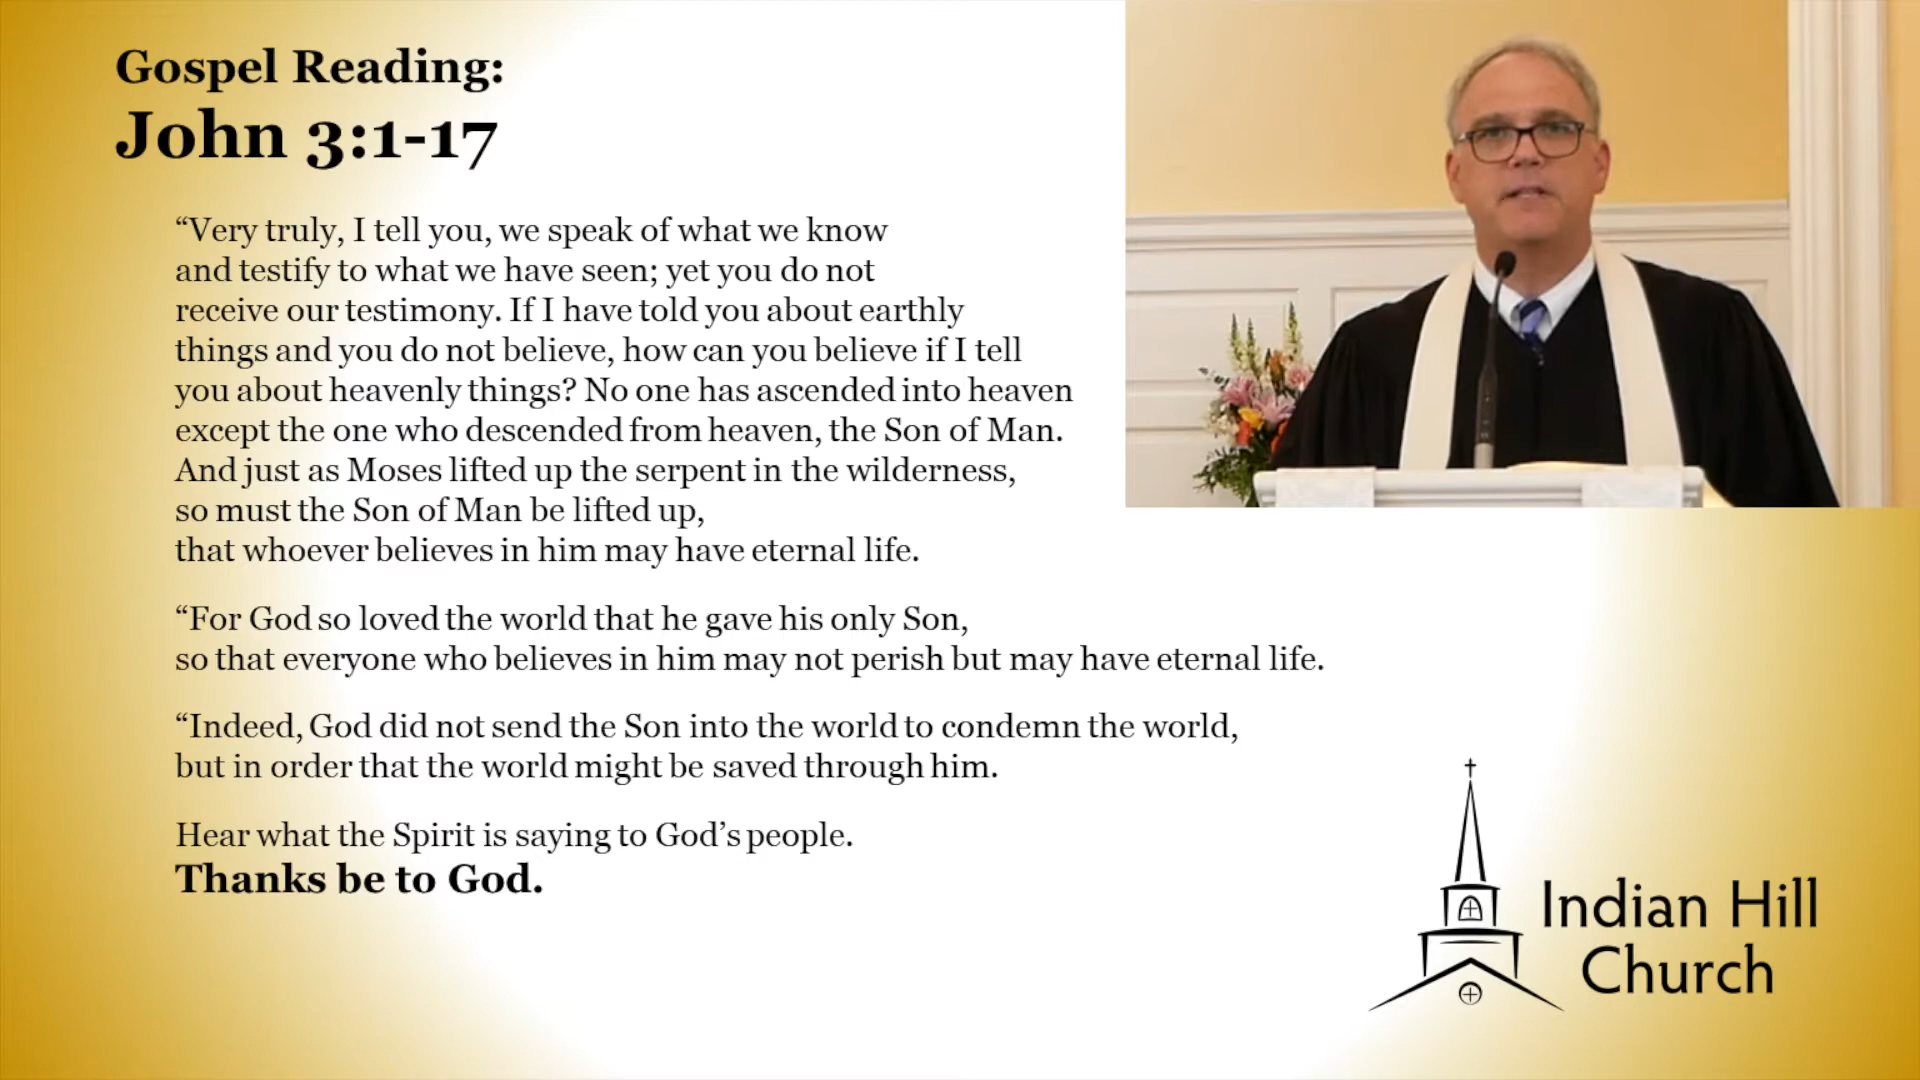 Gospel Reading:
John 3:1-17
“Very truly, I tell you, we speak of what we know
and testify to what we have seen; yet you do not
receive our testimony. If I have told you about earthly
things and you do not believe, how can you believe if I tell
you about heavenly things? No one has ascended into heaven
except the one who descended from heaven, the Son of Man.
And just as Moses lifted up the serpent in the wilderness,
so must the Son of Man be lifted up,
that whoever believes in him may have eternal life.
“For God so loved the world that he gave his only Son,
so that everyone who believes in him may not perish but may have eternal life.
“Indeed, God did not send the Son into the world to condemn the world,
but in order that the world might be saved through him.
Hear what the Spirit is saying to God’s people.
Thanks be to God.
Indian Hill
Church